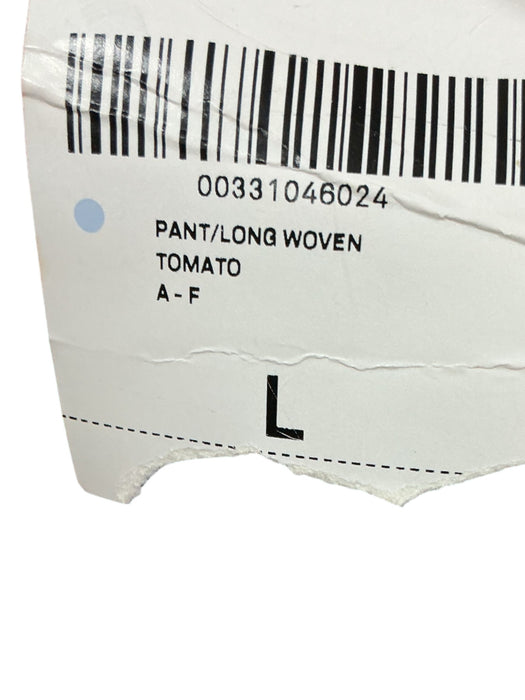 00331046024
PANT/LONG WOVEN
TOMATO
A - F
L